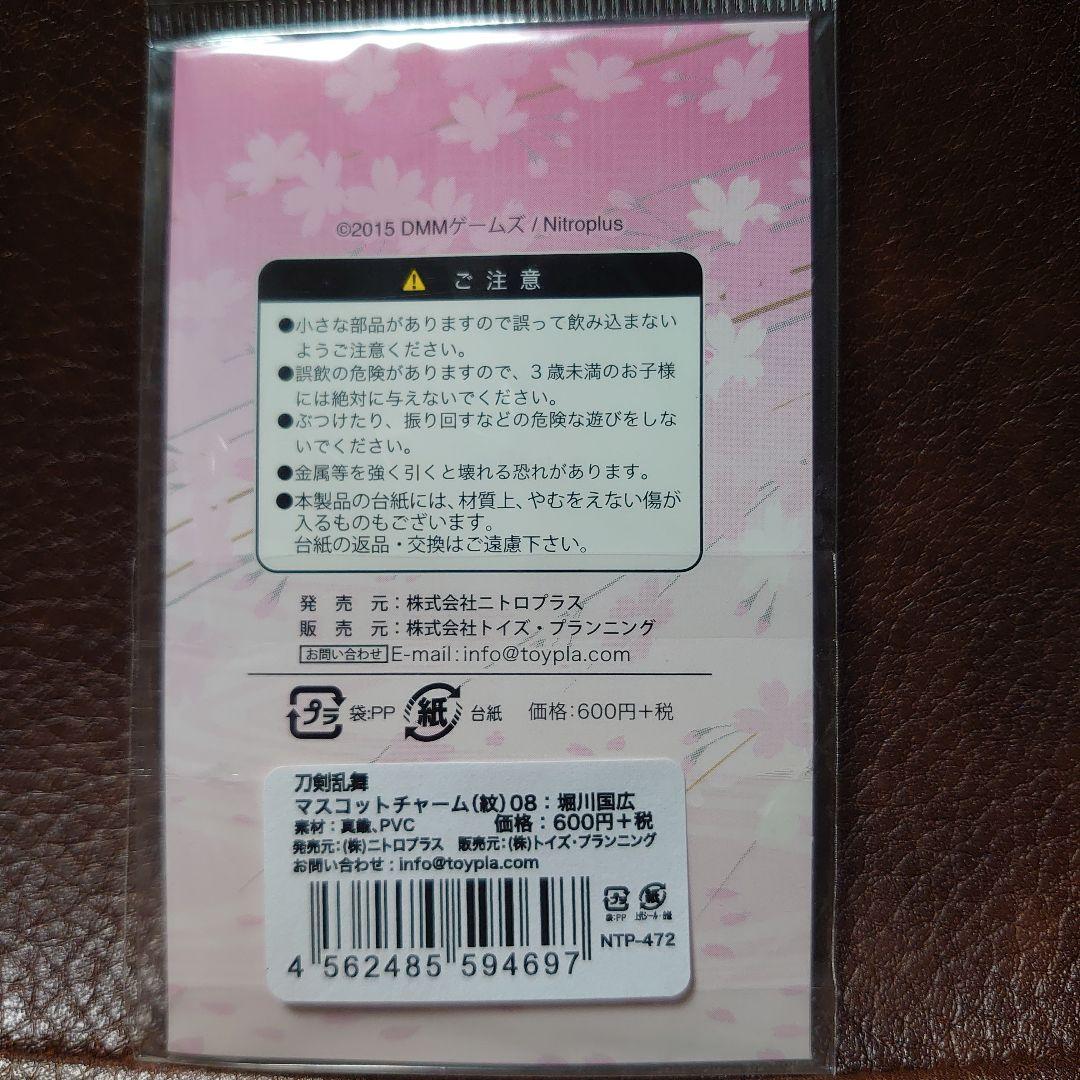 ©2015 DMMゲームズ / Nitroplus
ご注意
●小さな部品がありますので誤って飲み込まない
ようご注意ください。
●誤飲の危険がありますので、3歳未満のお子様
には絶対に与えないでください。
●ぶつけたり、振り回すなどの危険な遊びをしな
いでください。
●金属等を強く引くと壊れる恐れがあります。
●本製品の台紙には、材質上、やむをえない傷が
入るものもございます。
台紙の返品・交換はご遠慮下さい。
発売元：株式会社ニトロプラス
販売元：株式会社トイズ・プランニング
お問い合わせ E-mail:info@toypla.com
プラ 袋:PP 紙 台紙 価格:600円+税
刀剣乱舞
マスコットチャーム(紋)08：堀川国広
素材：真鍮、PVC 価格：600円+税
発売元：(株)ニトロプラス 販売元：(株)トイズ・プランニング
お問い合わせ：info@toypla.com
プラ 紙
袋:PP
NTP-472
4 562485 594697